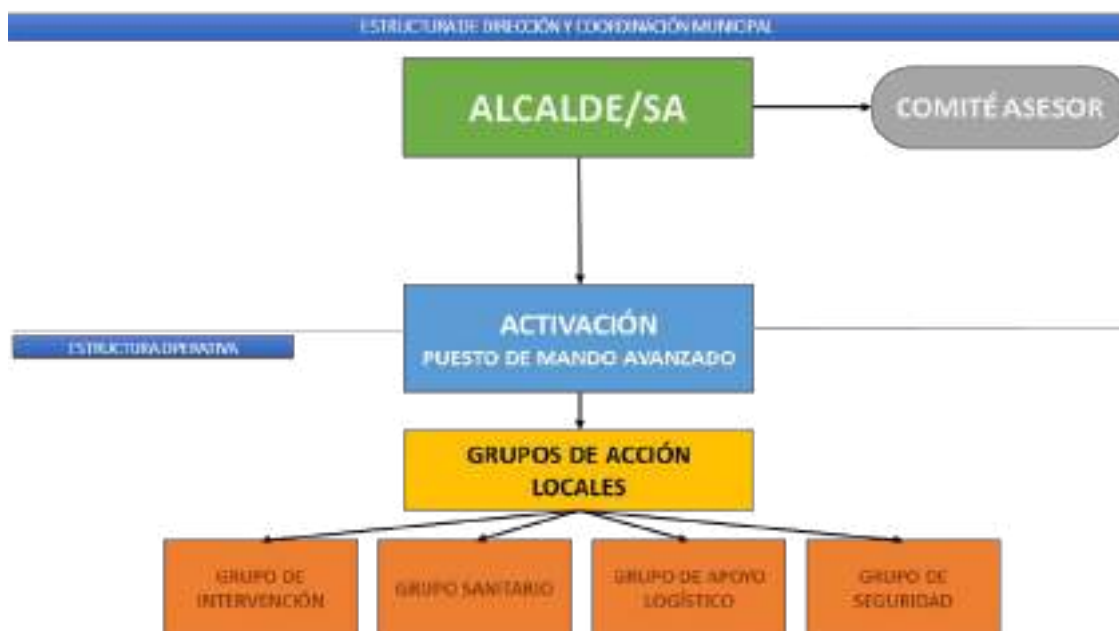 ESTRUCTURA DE DIRECCIÓN Y COORDINACIÓN MUNICIPAL
ALCALDE/SA
COMITÉ ASESOR
ACTIVACIÓN
PUESTO DE MANDO AVANZADO
ESTRUCTURA OPERATIVA
GRUPOS DE ACCIÓN
LOCALES
GRUPO DE
INTERVENCIÓN
GRUPO SANITARIO
GRUPO DE APOYO
LOGÍSTICO
GRUPO DE
SEGURIDAD